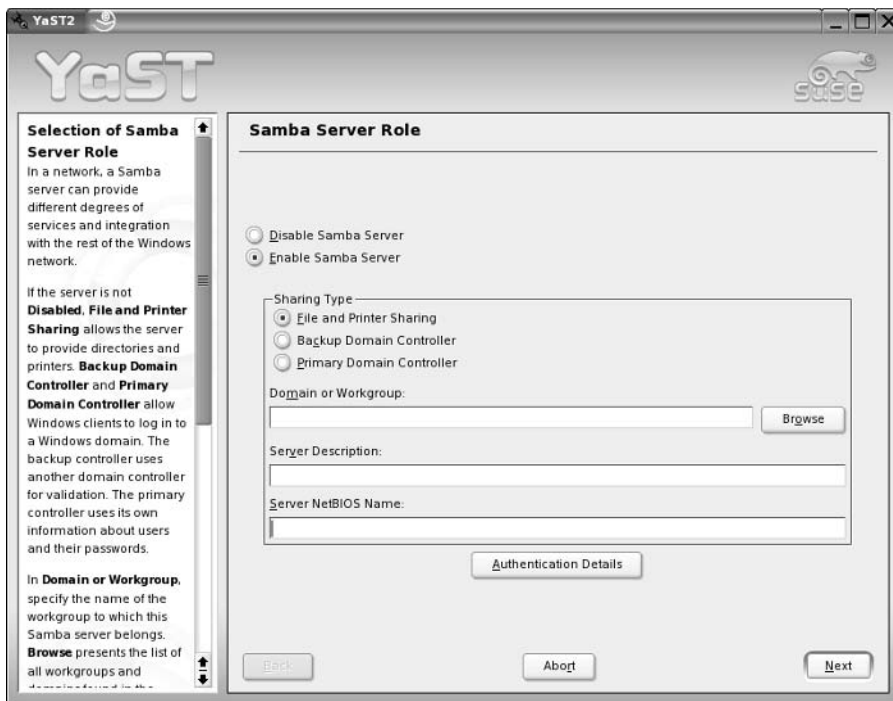 YaST2
YaST
suse
Selection of Samba
Server Role
In a network, a Samba
server can provide
different degrees of
services and integration
with the rest of the Windows
network.
If the server is not
Disabled, File and Printer
Sharing allows the server
to provide directories and
printers. Backup Domain
Controller and Primary
Domain Controller allow
Windows clients to log in to
a Windows domain. The
backup controller uses
another domain controller
for validation. The primary
controller uses its own
information about users
and their passwords.
In Domain or Workgroup,
specify the name of the
workgroup to which this
Samba server belongs.
Browse presents the list of
all workgroups and
Samba Server Role
Disable Samba Server
Enable Samba Server
Sharing Type
File and Printer Sharing
Backup Domain Controller
Primary Domain Controller
Domain or Workgroup:
Browse
Server Description:
Server NetBIOS Name:
Authentication Details
Back
Abort
Next